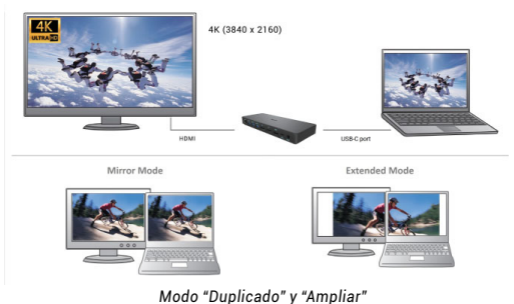 4K
ULTRA HD
4K (3840 x 2160)
HDMI
USB-C port
Mirror Mode
Extended Mode
Modo “Duplicado” y “Ampliar”